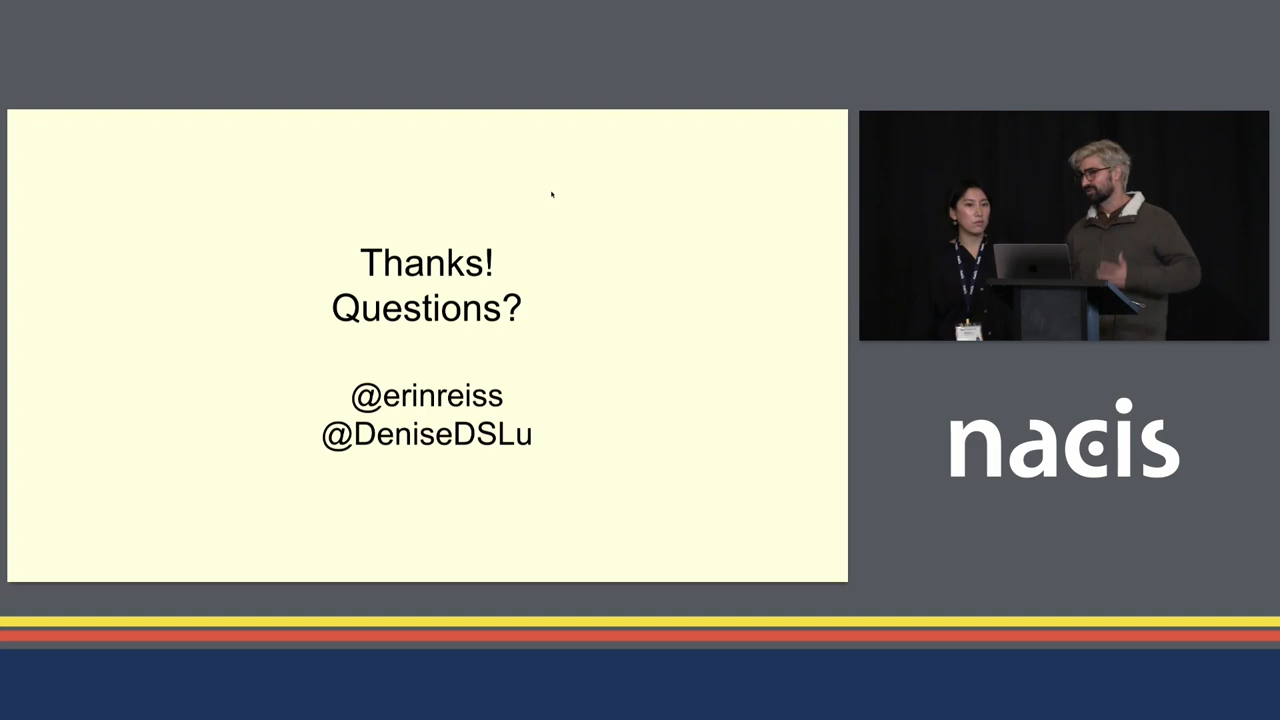 Thanks!
Questions?
@erinreiss
@DeniseDSLu
nacis